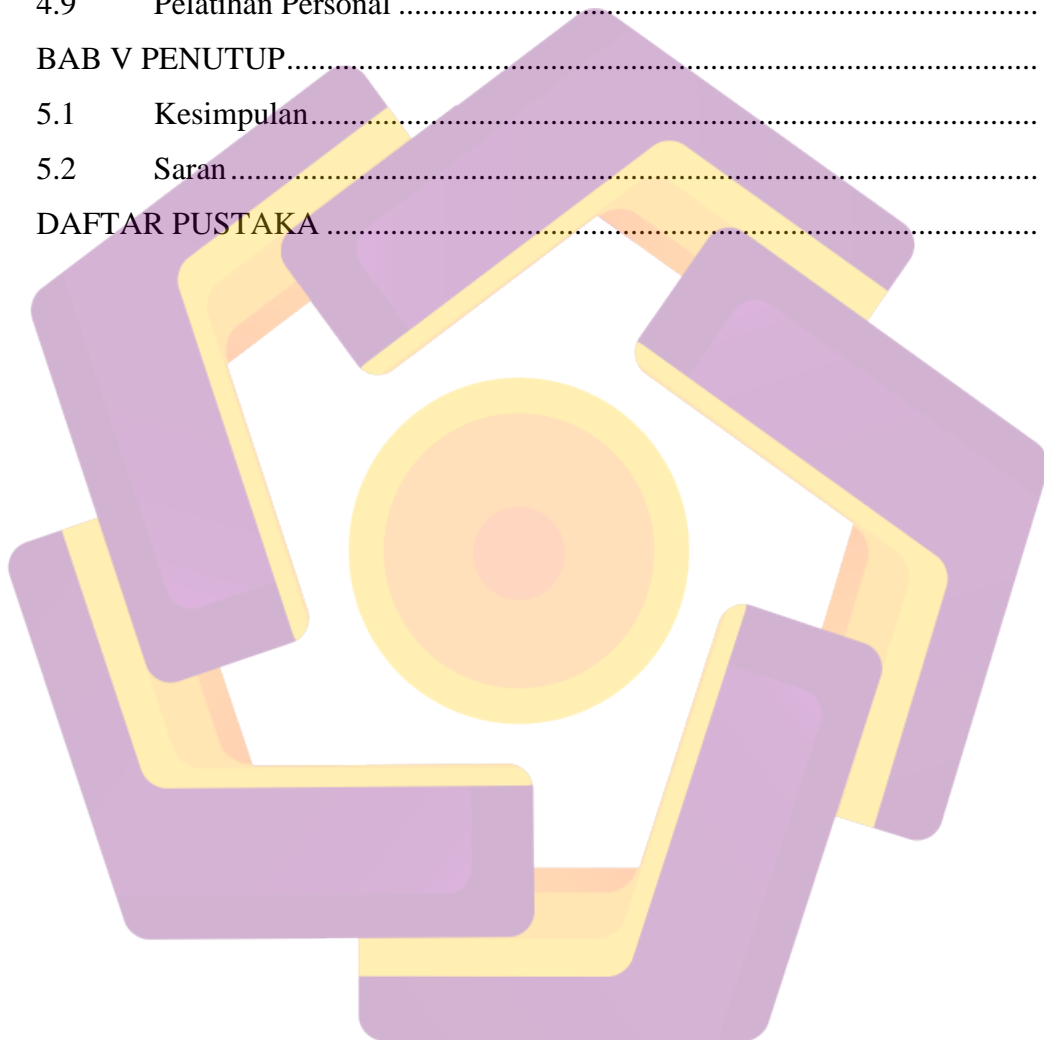 4.9 Pelatihan Personal ........................................................................................
BAB V PENUTUP........................................................................................
5.1 Kesimpulan........................................................................................
5.2 Saran........................................................................................
DAFTAR PUSTAKA ........................................................................................